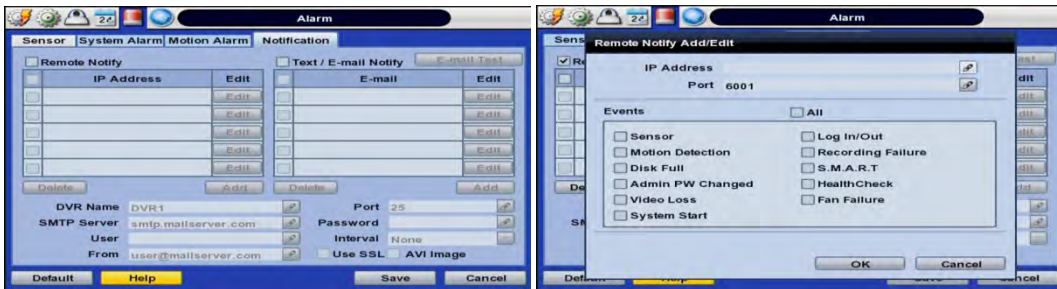 Alarm
Sensor System Alarm Motion Alarm Notification
Remote Notify Text / E-mail Notify E-mail Test
IP Address Edit E-mail Edit
Edit Edit
Edit Edit
Edit Edit
Edit Edit
Edit Edit
Delete Add Delete Add
DVR Name DVR1 Port 25
SMTP Server smtp.mailserver.com Password
User Interval None
From user@mailserver.com Use SSL AVI Image
Default Help Save Cancel
Alarm
Remote Notify Add/Edit
IP Address
Port 6001
Events All
Sensor Log In/Out
Motion Detection Recording Failure
Disk Full S.M.A.R.T
Admin PW Changed HealthCheck
Video Loss Fan Failure
System Start
OK Cancel